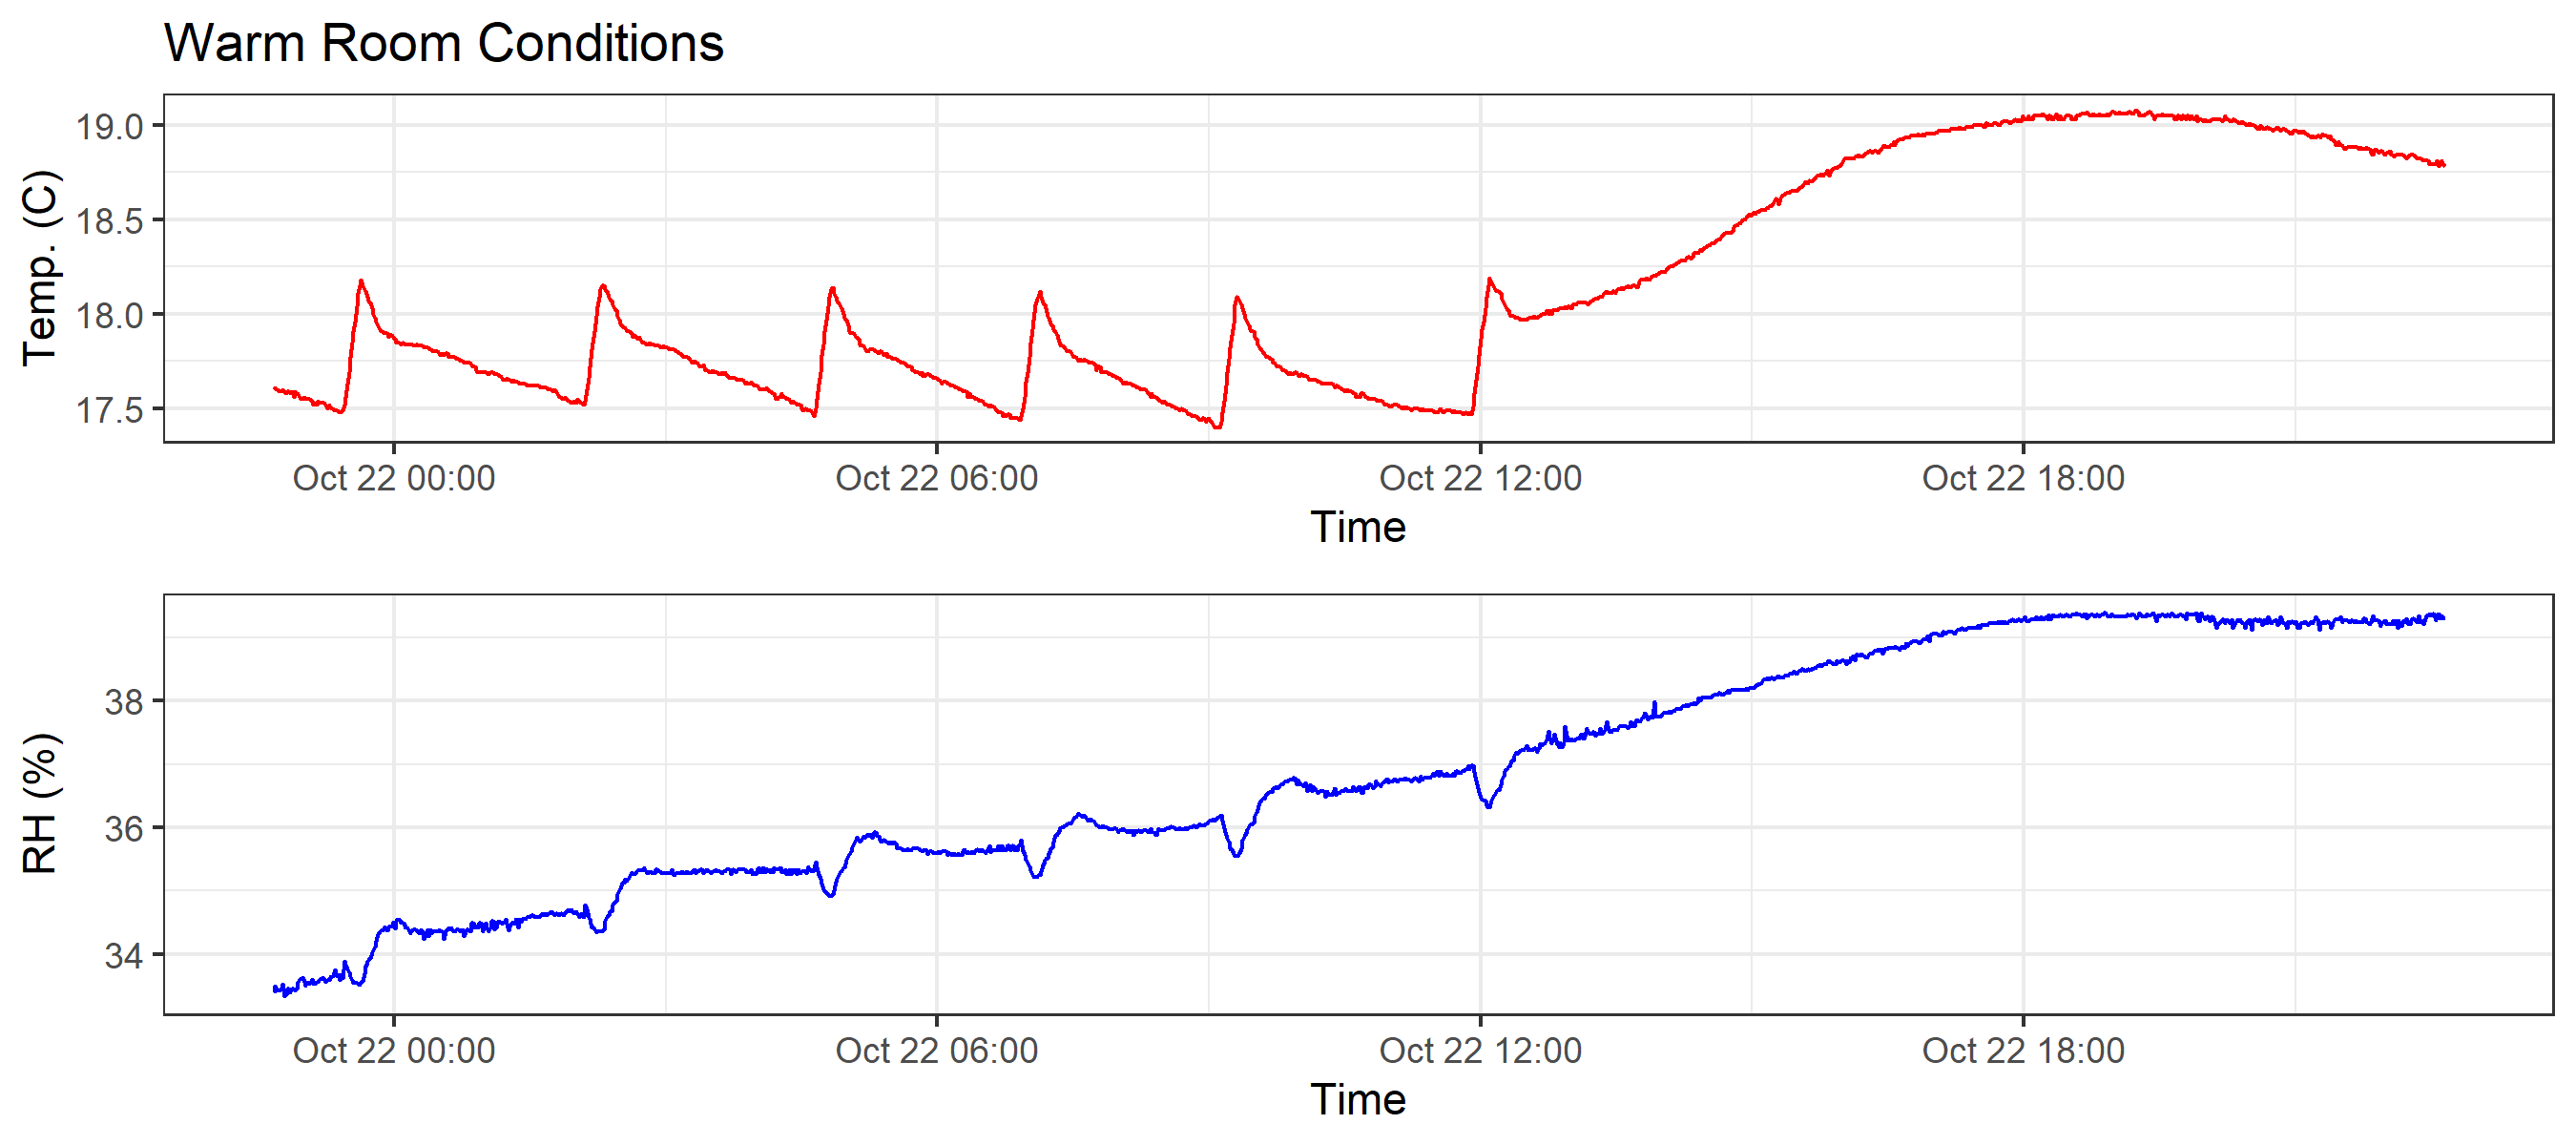 Warm Room Conditions
Temp. (C)
19.0
18.5
18.0
17.5
Oct 22 00:00 Oct 22 06:00 Oct 22 12:00 Oct 22 18:00
Time
RH (%)
38
36
34
Oct 22 00:00 Oct 22 06:00 Oct 22 12:00 Oct 22 18:00
Time